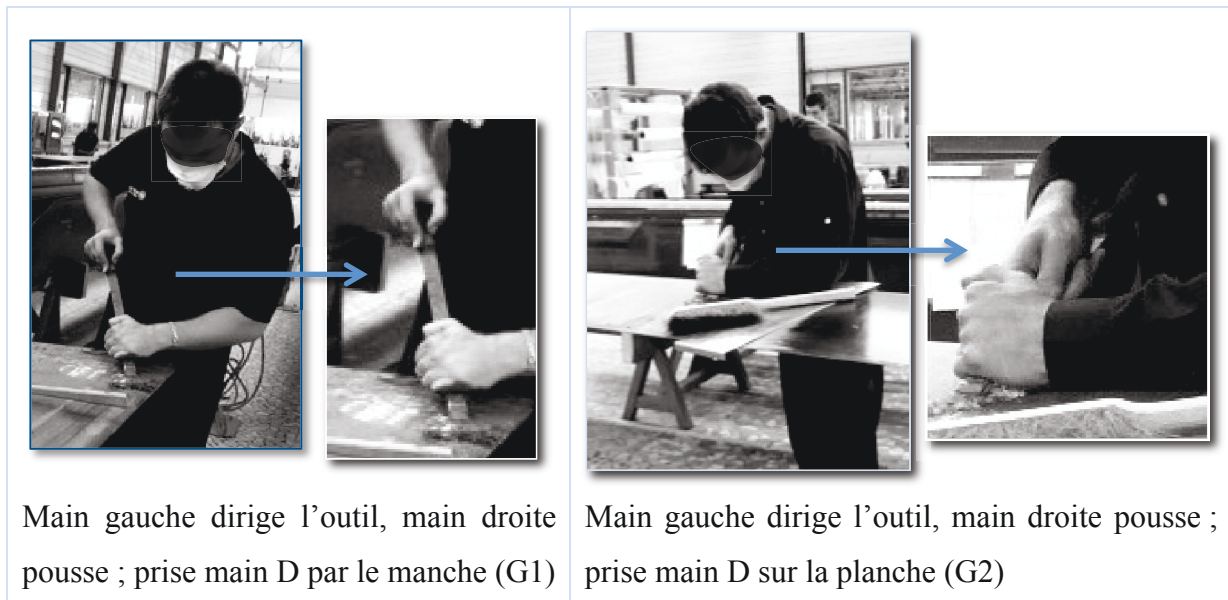 Main gauche dirige l’outil, main droite
pousse ; prise main D par le manche (G1)
Main gauche dirige l’outil, main droite pousse ;
prise main D sur la planche (G2)